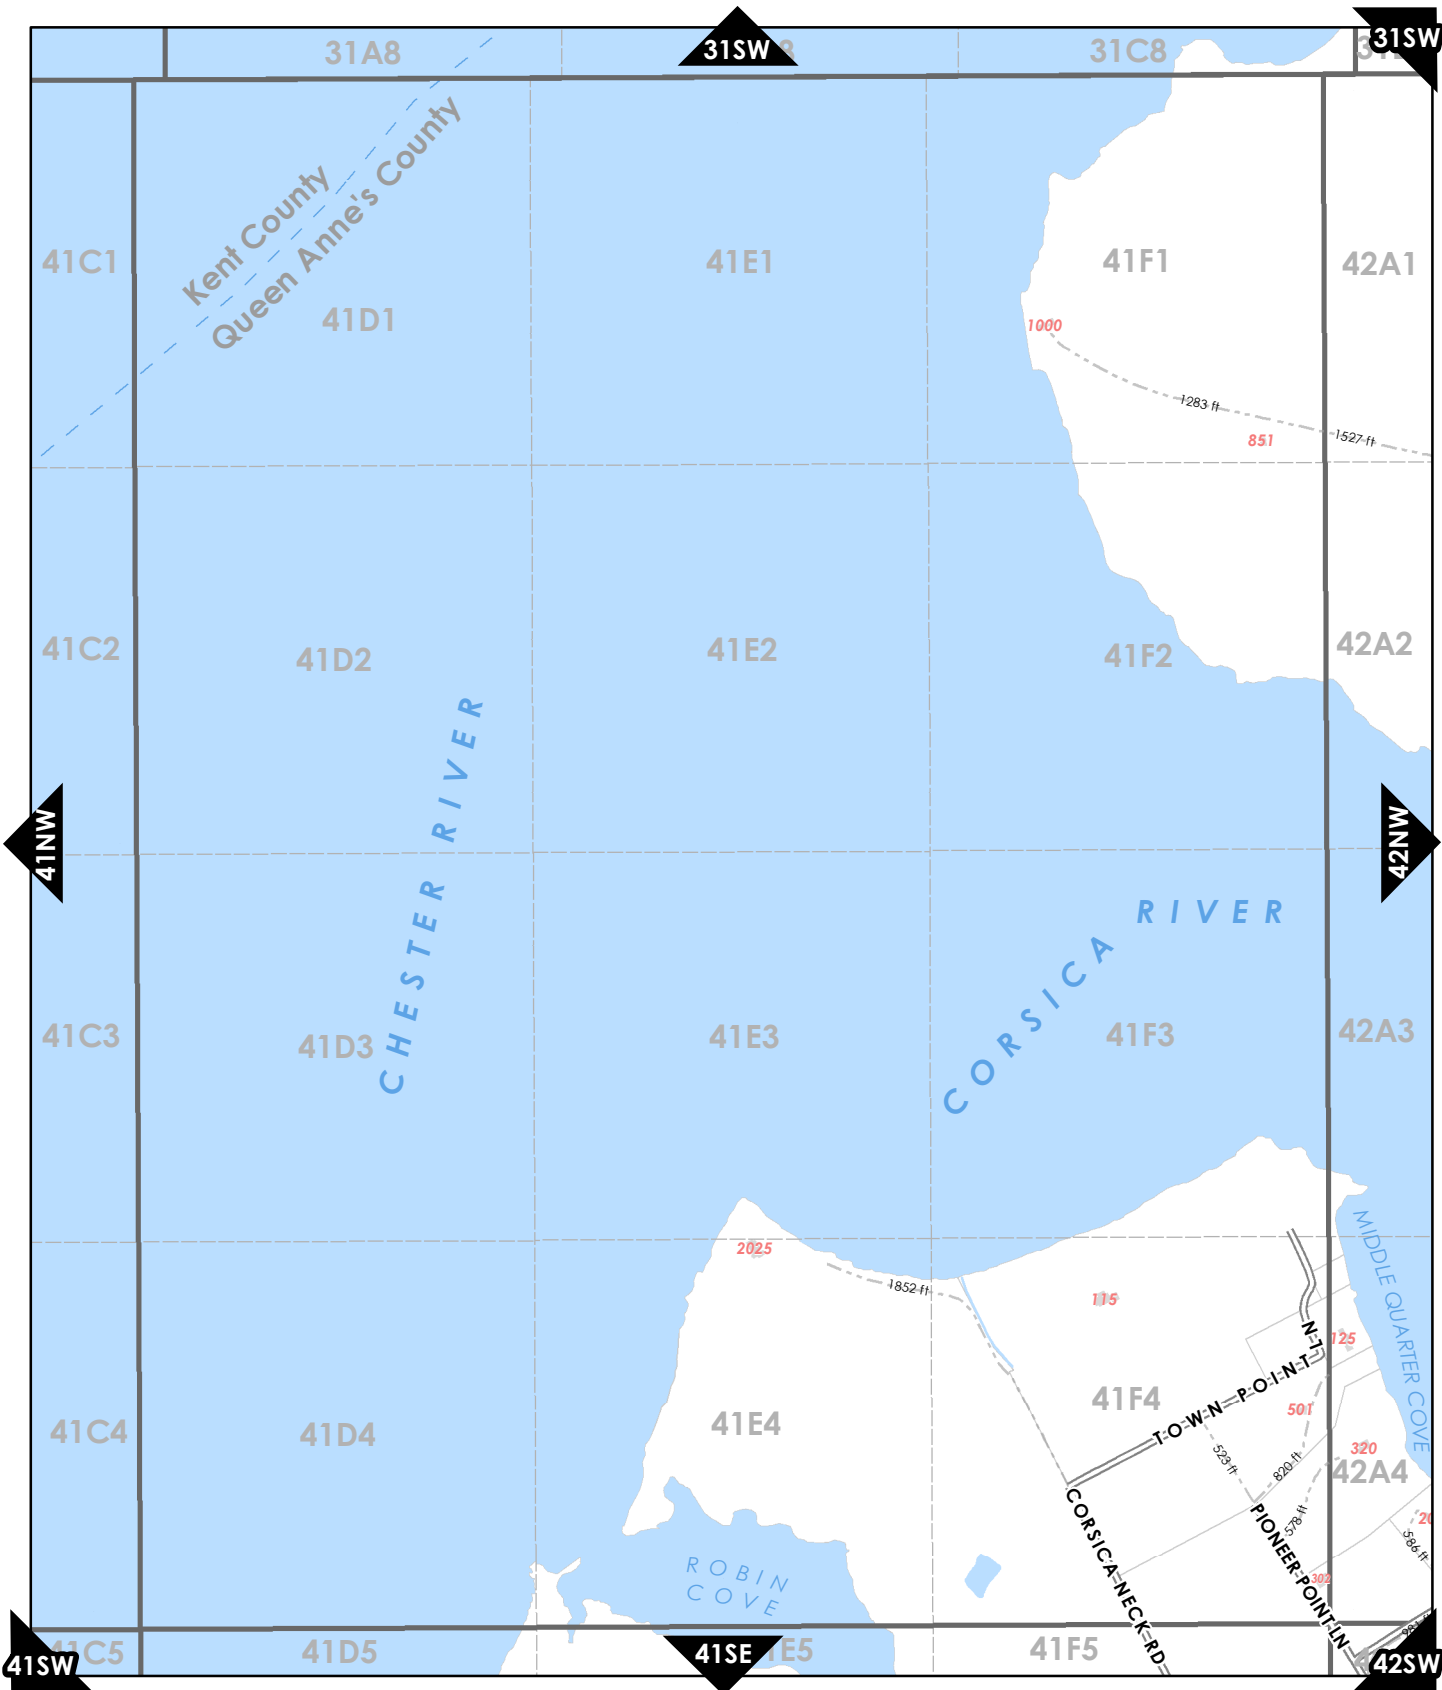 31A8
31SW
31C8
31SW
Kent County
Queen Anne's County
41C1
41D1
41E1
41F1
42A1
1000
1283 ft
851
1527 ft
41C2
41D2
41E2
41F2
42A2
CHESTER RIVER
41NW
42NW
CORSICA RIVER
41C3
41D3
41E3
41F3
42A3
2025
1852 ft
115
MIDDLE QUARTER COVE
125
TOWN POINT LN
41C4
41D4
41E4
41F4
501
320
42A4
523 ft
820 ft
578 ft
586 ft
CORSICA NECK RD
PIONEER POINT LN
302
ROBIN
COVE
41SW
41D5
41SE
41F5
42SW